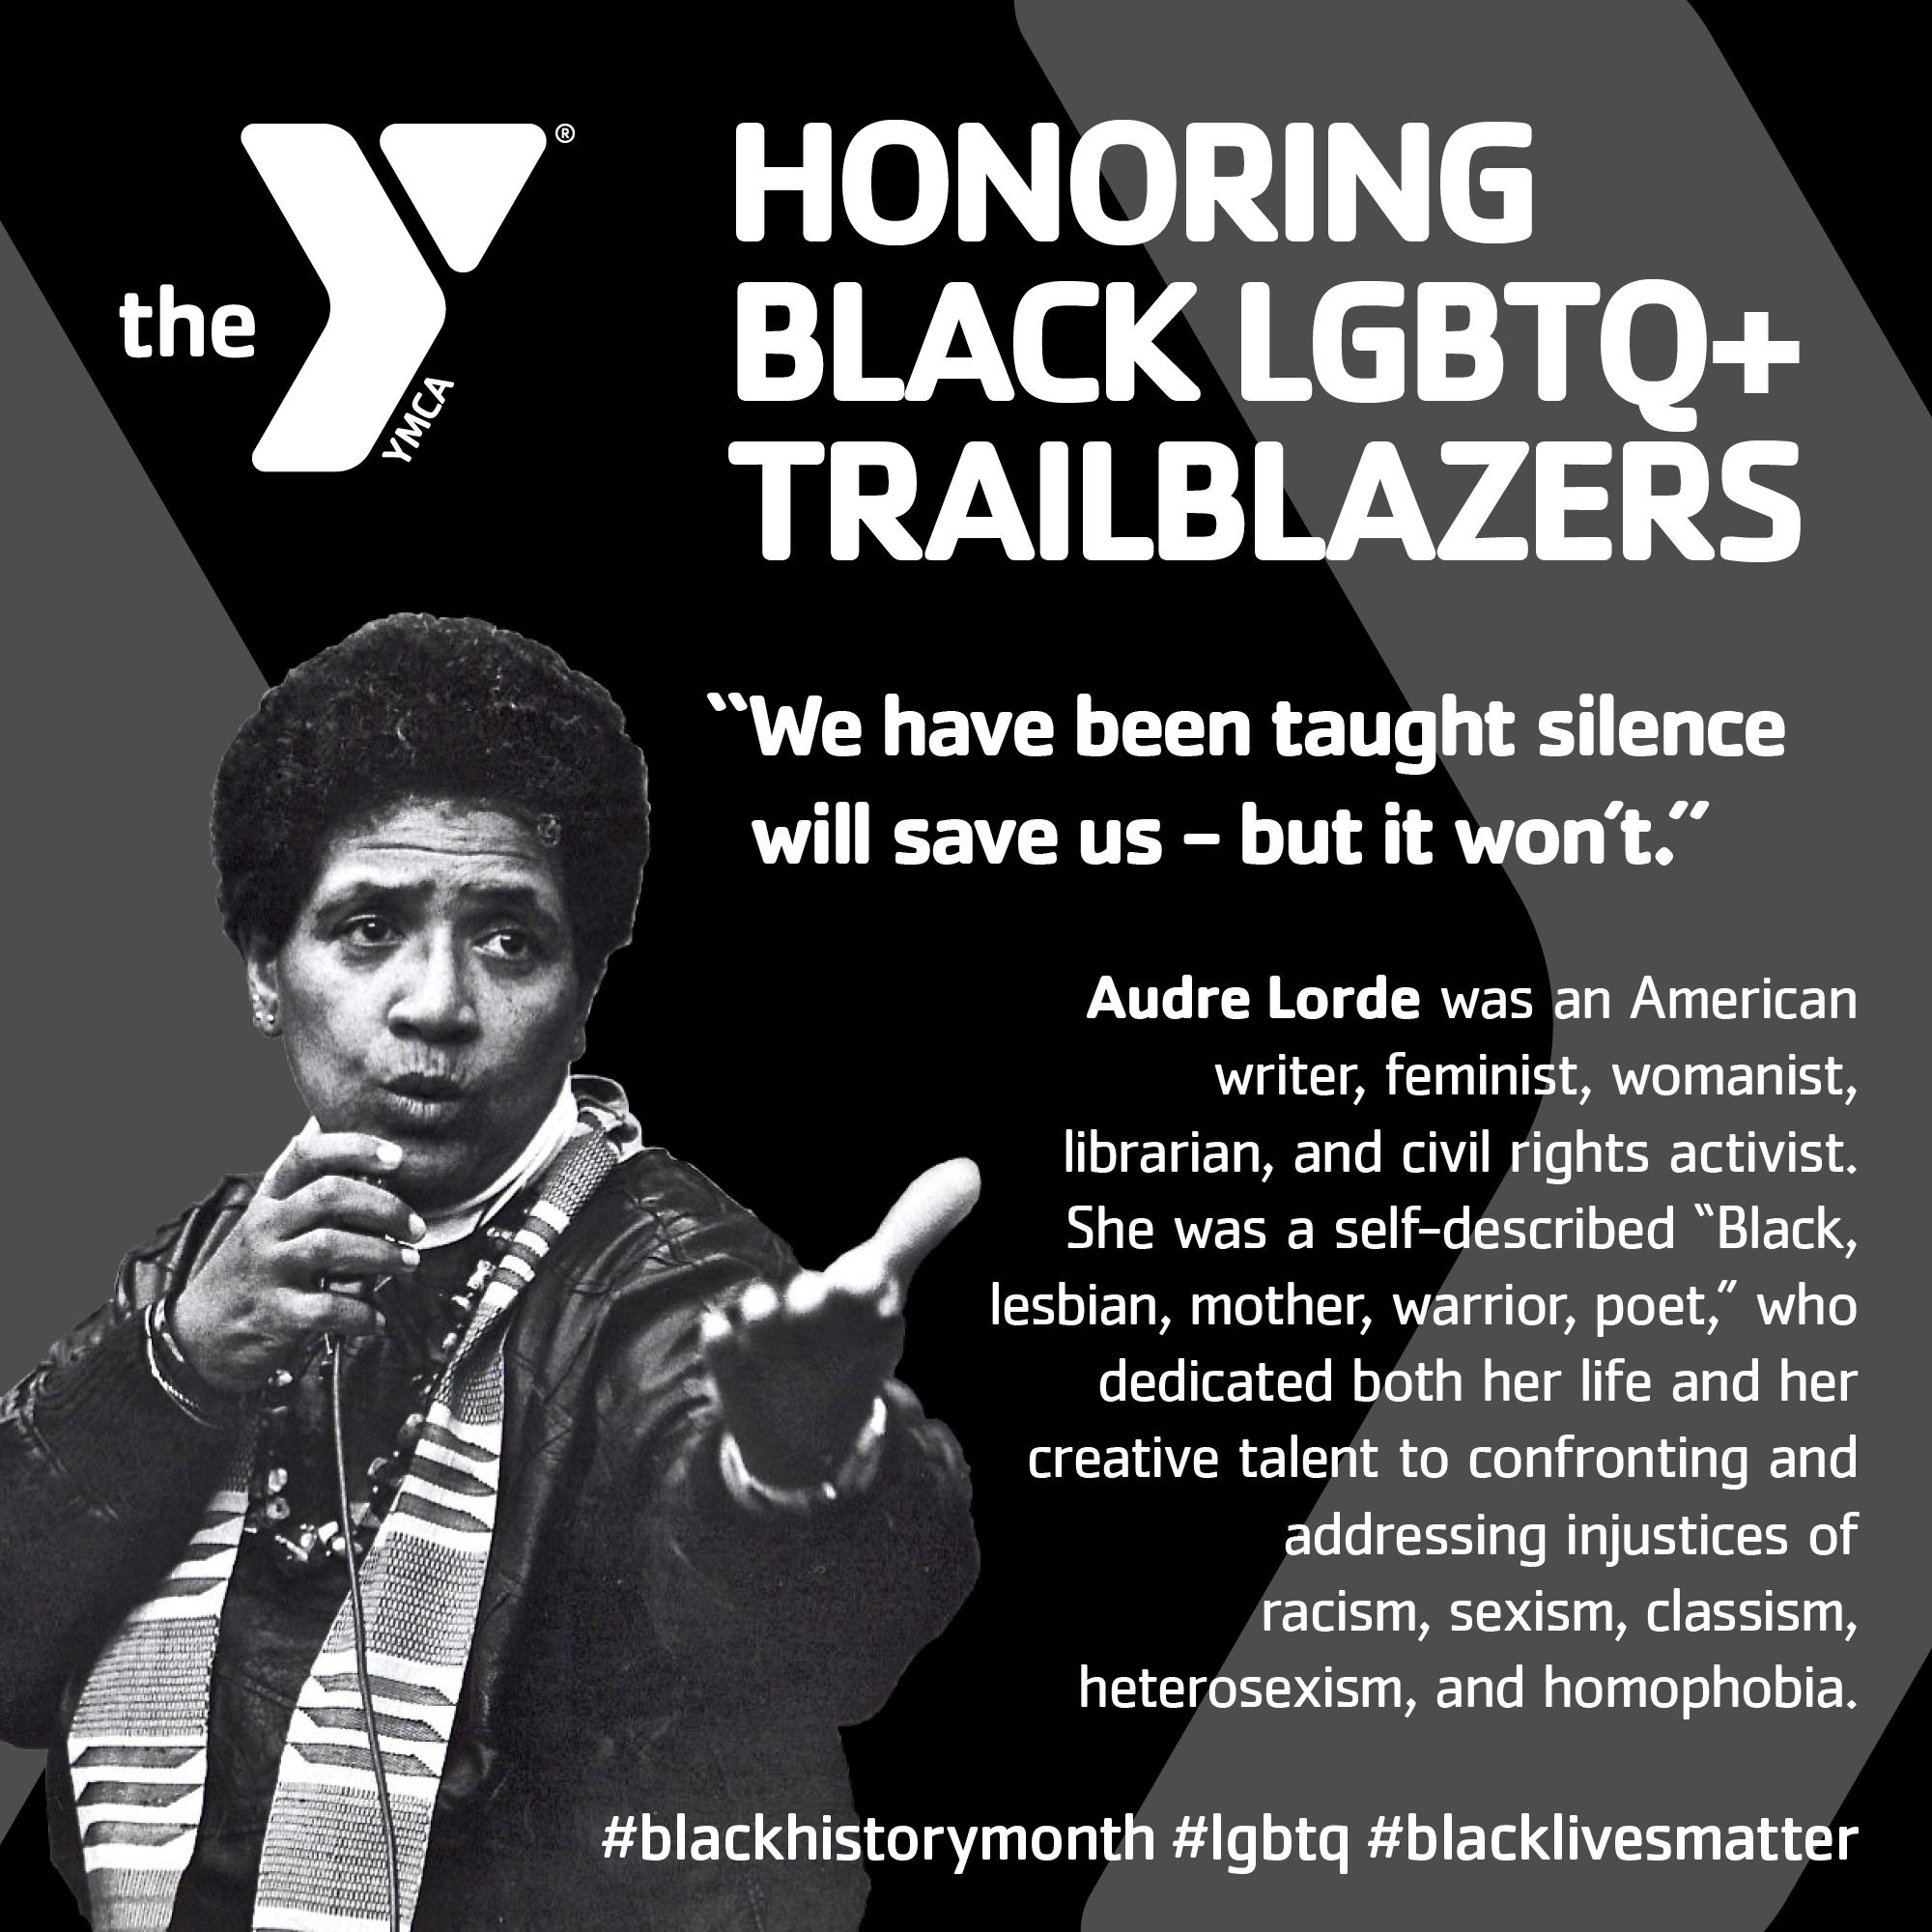 the
YMCA
®
HONORING
BLACK LGBTQ+
TRAILBLAZERS
“We have been taught silence
will save us – but it won’t.”
Audre Lorde was an American
writer, feminist, womanist,
librarian, and civil rights activist.
She was a self-described “Black,
lesbian, mother, warrior, poet,” who
dedicated both her life and her
creative talent to confronting and
addressing injustices of
racism, sexism, classism,
heterosexism, and homophobia.
#blackhistorymonth #lgbtq #blacklivesmatter